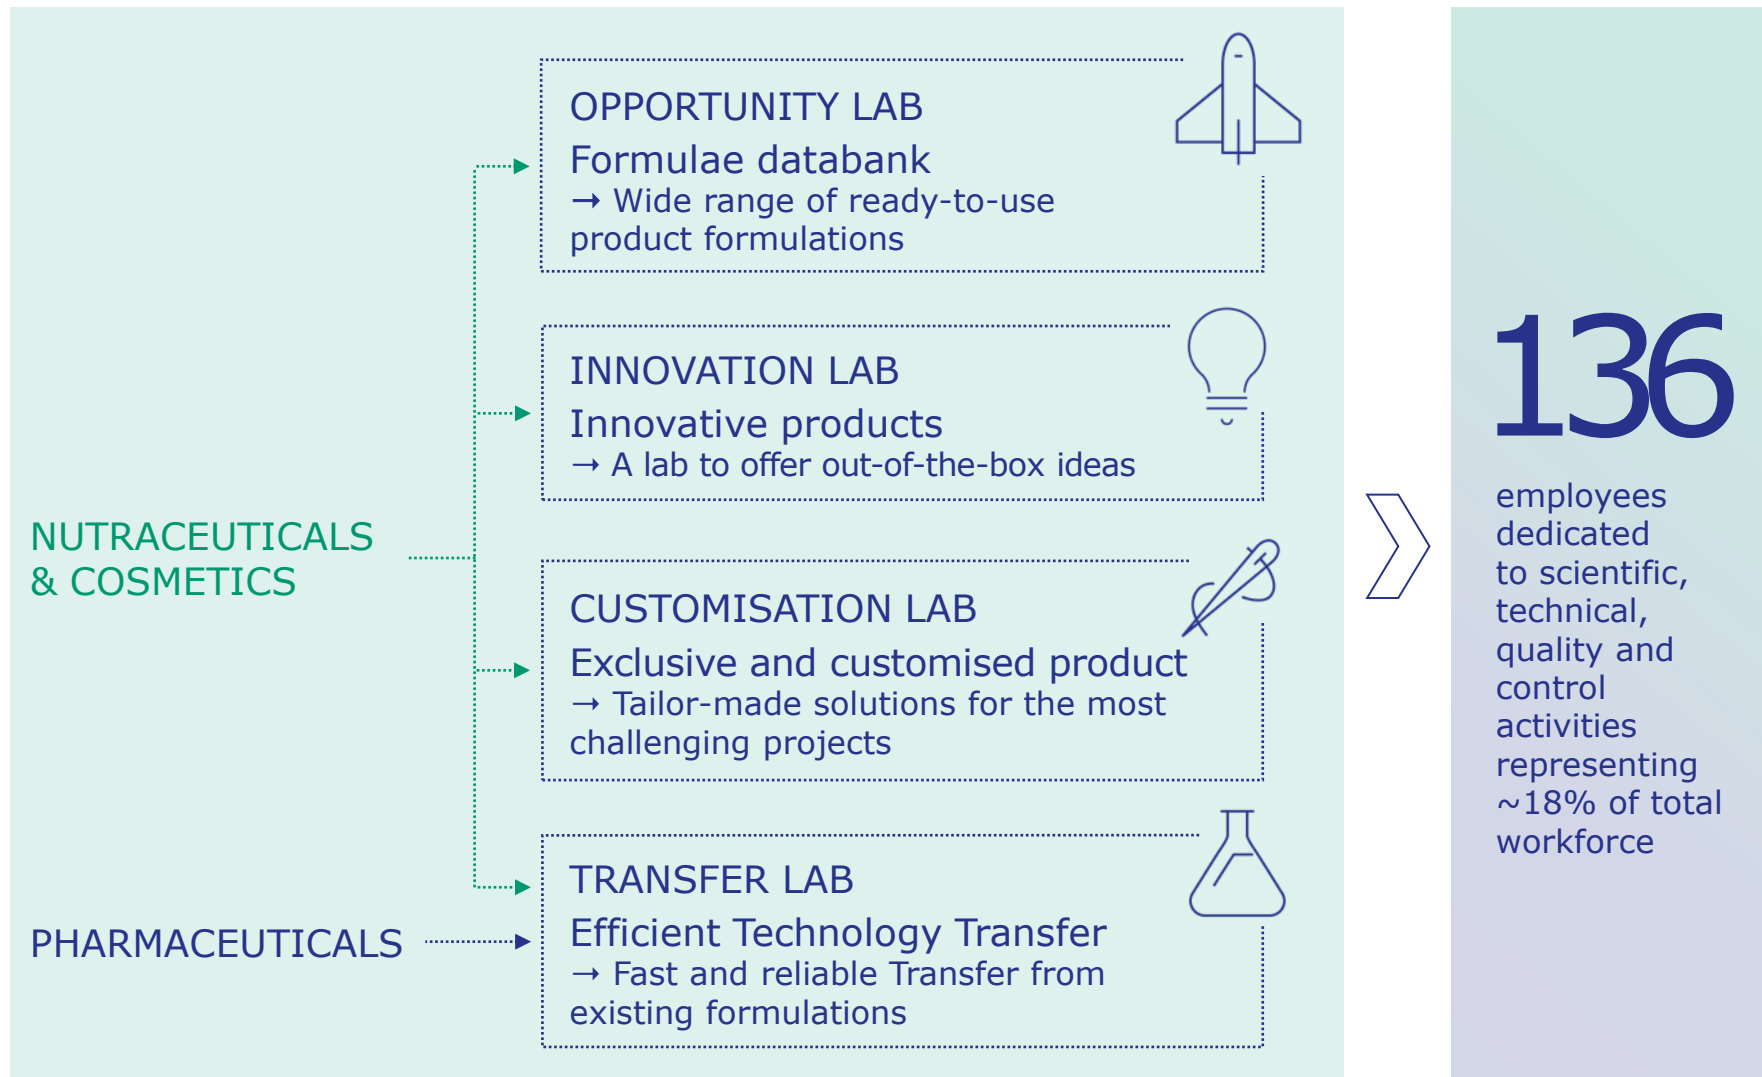 OPPORTUNITY LAB
Formulae databank
→ Wide range of ready-to-use
product formulations
INNOVATION LAB
Innovative products
→ A lab to offer out-of-the-box ideas
NUTRACEUTICALS
& COSMETICS
CUSTOMISATION LAB
Exclusive and customised product
→ Tailor-made solutions for the most
challenging projects
TRANSFER LAB
Efficient Technology Transfer
→ Fast and reliable Transfer from
existing formulations
PHARMACEUTICALS
136
employees
dedicated
to scientific,
technical,
quality and
control
activities
representing
~18% of total
workforce